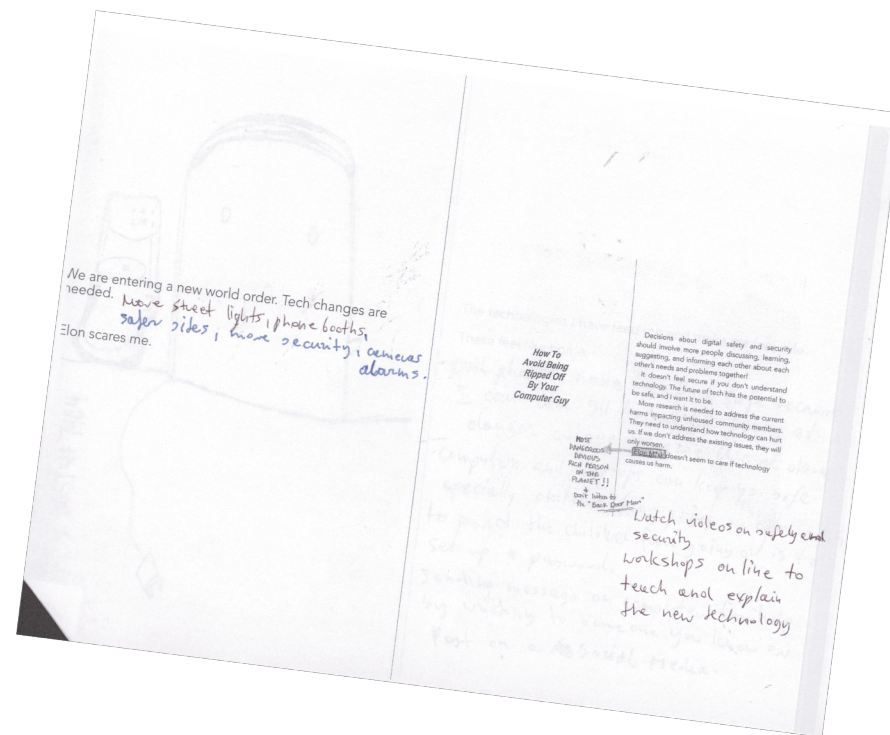 We are entering a new world order. Tech changes are
needed. More street lights, phone booths,
safer sites, more security, cameras
alarms.
Elon scares me.
How To
Avoid Being
Ripped Off
By Your
Computer Guy
Decisions about digital safety and security
should involve more people discussing, learning,
suggesting, and informing each other about each
other's needs and problems together!
It doesn't feel secure if you don't understand
technology. The future of tech has the potential to
be safe, and I want it to be.
More research is needed to address the current
harms impacting unhoused community members.
They need to understand how technology can hurt
us. If we don't address the existing issues, they will
only worsen.
Elon Musk doesn't seem to care if technology
causes us harm.
MOST
DANGEROUS
DEVIOUS
RICH PERSON
IN THE
PLANET!!
+
Don't listen to
the "Back Door Man"
Watch videos on safety and
security
workshops on line to
teach and explain
the new technology